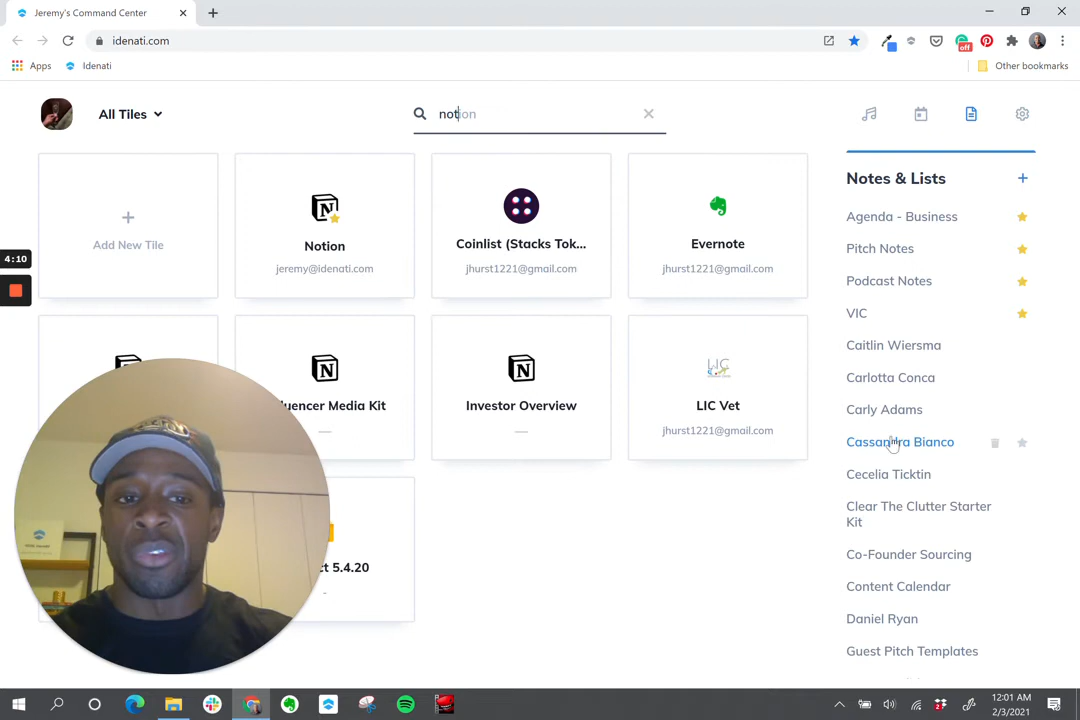 Jeremy's Command Center
idenati.com
off
Apps
Idenati
Other bookmarks
All Tiles
notion
Add New Tile
Notion
jeremy@idenati.com
Coinlist (Stacks Tok...
jhurst1221@gmail.com
Evernote
jhurst1221@gmail.com
4:10
Media Kit
Investor Overview
LIC
LIC Vet
jhurst1221@gmail.com
5.4.20
Notes & Lists
Agenda - Business
Pitch Notes
Podcast Notes
VIC
Caitlin Wiersma
Carlotta Conca
Carly Adams
Cassandra Bianco
Cecelia Ticktin
Clear The Clutter Starter
Kit
Co-Founder Sourcing
Content Calendar
Daniel Ryan
Guest Pitch Templates
12:01 AM
2/3/2021